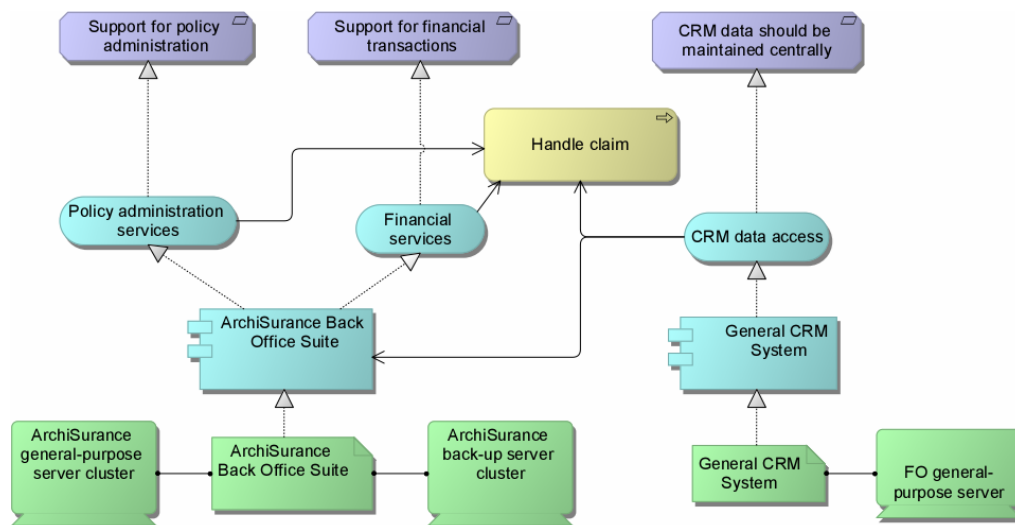 Support for policy
administration
Support for financial
transactions
CRM data should be
maintained centrally
Handle claim
Policy administration
services
Financial
services
CRM data access
ArchiSurance Back
Office Suite
General CRM
System
ArchiSurance
general-purpose
server cluster
ArchiSurance
Back Office Suite
ArchiSurance
back-up server
cluster
General CRM
System
FO general-
purpose server